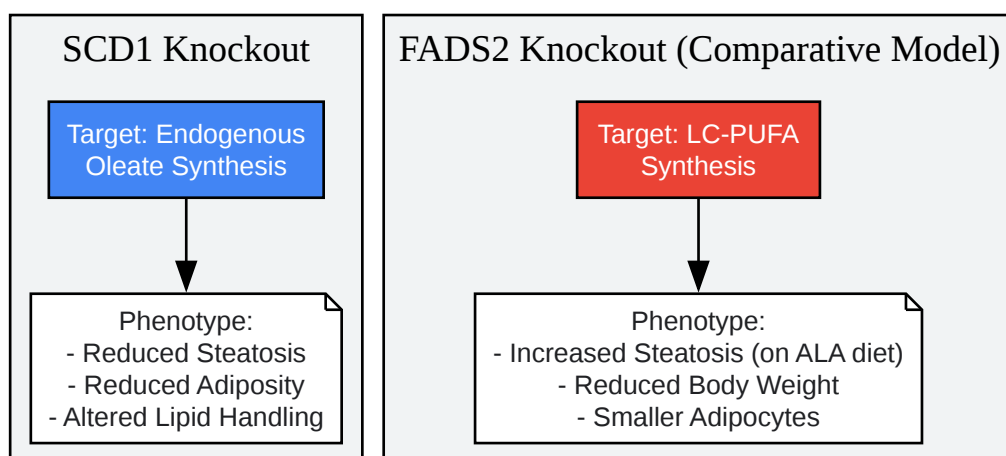 SCD1 Knockout
Target: Endogenous
Oleate Synthesis
Phenotype:
- Reduced Steatosis
- Reduced Adiposity
- Altered Lipid Handling
FADS2 Knockout (Comparative Model)
Target: LC-PUFA
Synthesis
Phenotype:
- Increased Steatosis (on ALA diet)
- Reduced Body Weight
- Smaller Adipocytes